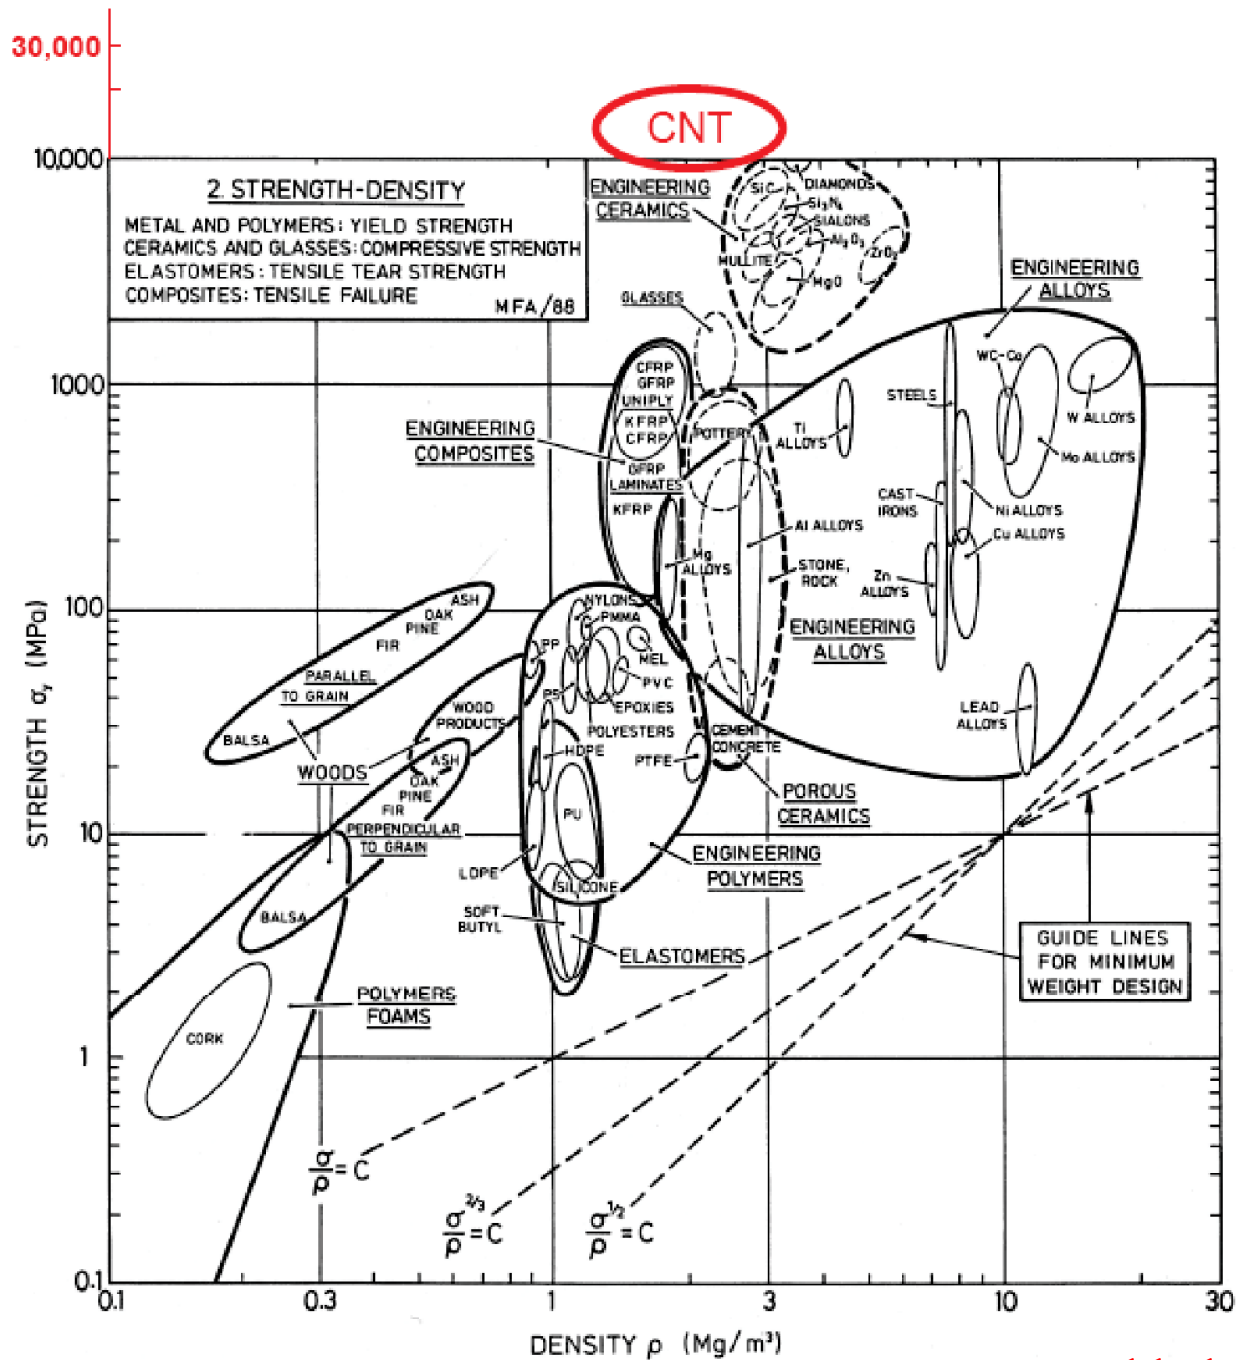 30,000
CNT
10,000
2. STRENGTH-DENSITY
METAL AND POLYMERS: YIELD STRENGTH
CERAMICS AND GLASSES: COMPRESSIVE STRENGTH
ELASTOMERS: TENSILE TEAR STRENGTH
COMPOSITES: TENSILE FAILURE
MFA/88
ENGINEERING
CERAMICS
SiC
DIAMONDS
Si3N4
SIALONS
Al2O3
ZrO2
MULLITE
MgO
GLASSES
ENGINEERING
ALLOYS
1000
CFRP
GFRP
UNIPLY
KFRP
CFRP
GFRP
LAMINATES
KFRP
ENGINEERING
COMPOSITES
POTTERY
Ti
ALLOYS
STEELS
WC-Co
W ALLOYS
Mo ALLOYS
CAST
IRONS
Ni ALLOYS
Cu ALLOYS
Al ALLOYS
Mg
ALLOYS
STONE,
ROCK
Zn
ALLOYS
100
ASH
OAK
PINE
FIR
PARALLEL
TO GRAIN
BALSA
NYLONS
PMMA
PP
MEL
PVC
PS
EPOXIES
POLYESTERS
HDPE
PTFE
ENGINEERING
ALLOYS
LEAD
ALLOYS
WOOD
PRODUCTS
CEMENT
CONCRETE
POROUS
CERAMICS
WOODS
ASH
OAK
PINE
FIR
PERPENDICULAR
TO GRAIN
BALSA
10
PU
LDPE
SILICONE
SOFT
BUTYL
ENGINEERING
POLYMERS
ELASTOMERS
GUIDE LINES
FOR MINIMUM
WEIGHT DESIGN
POLYMERS
FOAMS
CORK
1
σ/ρ = C
σ^2/3/ρ = C
σ^1/2/ρ = C
0.1
STRENGTH σy (MPa)
0.1
0.3
1
3
10
30
DENSITY ρ (Mg/m³)